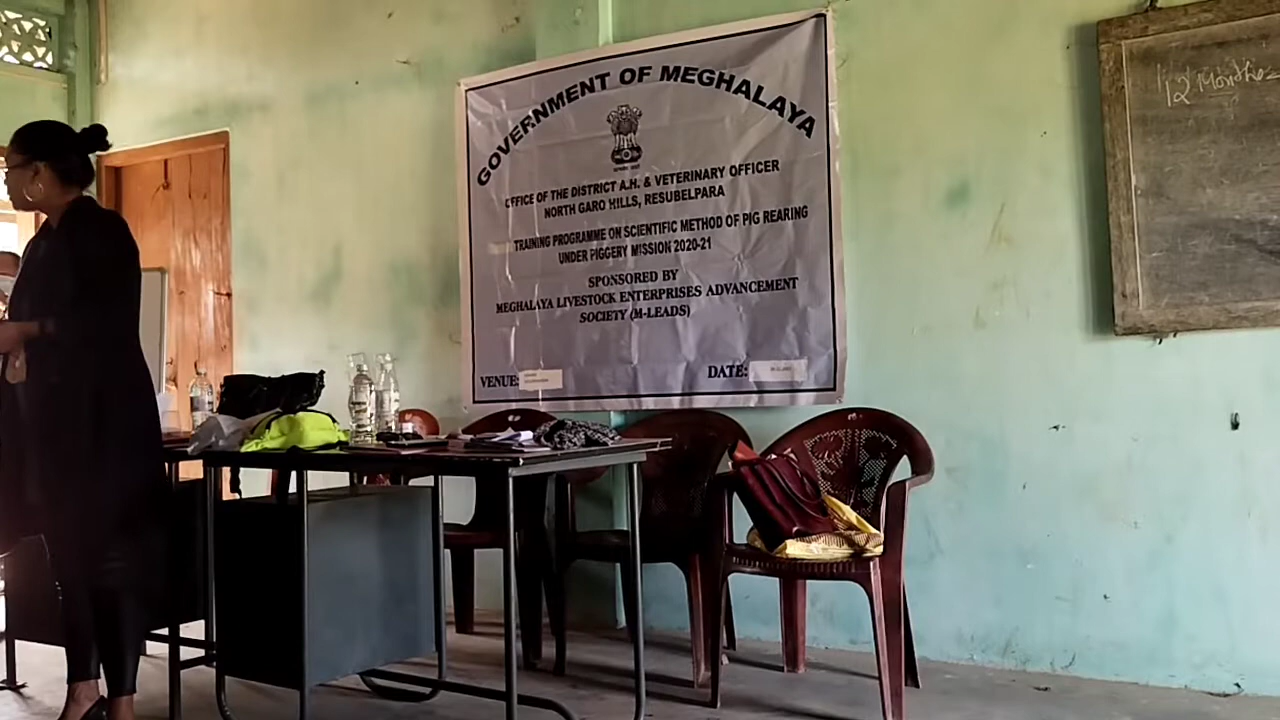 GOVERNMENT OF MEGHALAYA
OFFICE OF THE DISTRICT A.H. & VETERINARY OFFICER
NORTH GARO HILLS, RESUBELPARA
TRAINING PROGRAMME ON SCIENTIFIC METHOD OF PIG REARING
UNDER PIGGERY MISSION 2020-21
SPONSORED BY
MEGHALAYA LIVESTOCK ENTERPRISES ADVANCEMENT
SOCIETY (M-LEADS)
VENUE:
DATE:
12 Months